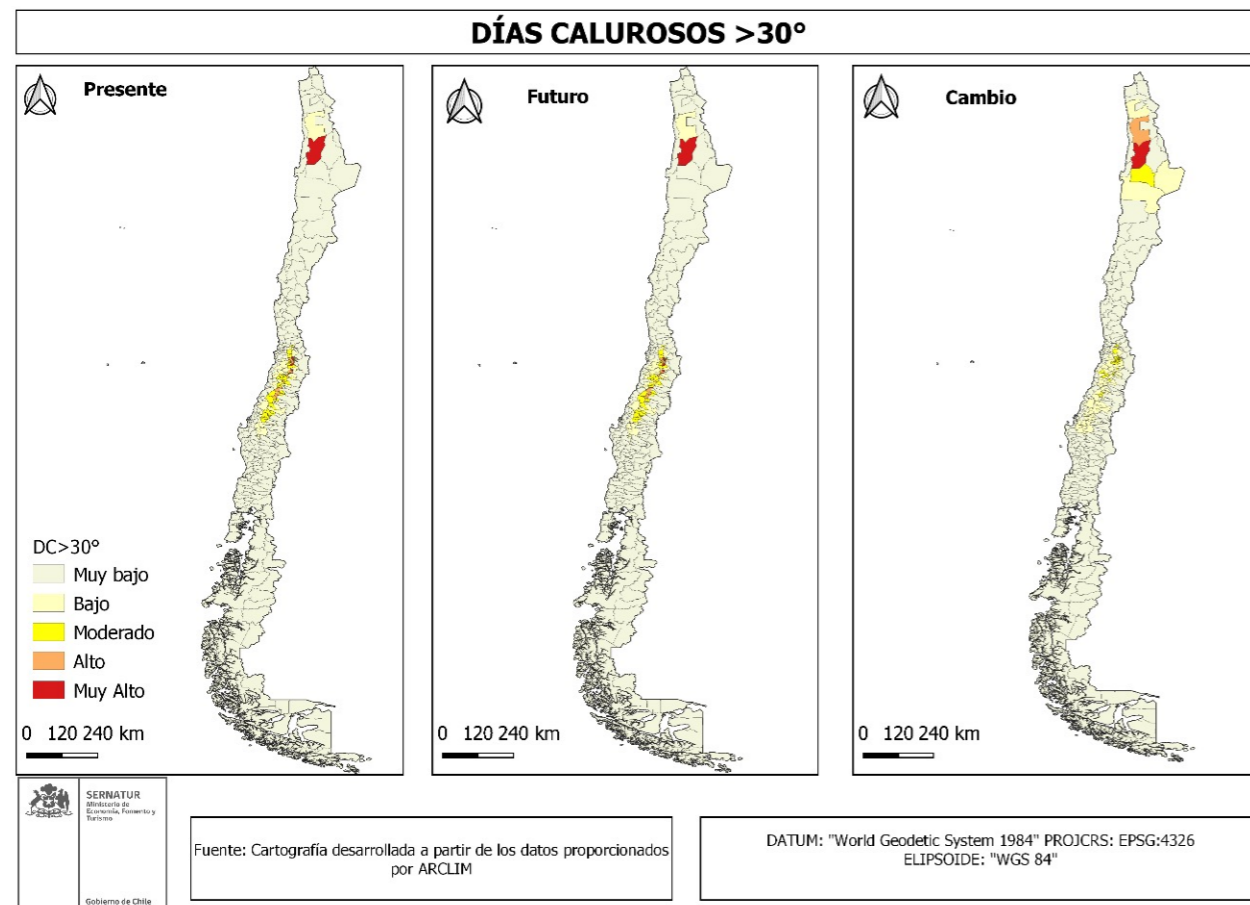 DÍAS CALUROSOS >30°
Presente
Futuro
Cambio
DC>30°
Muy bajo
Bajo
Moderado
Alto
Muy Alto
0 120 240 km
0 120 240 km
0 120 240 km
SERNATUR
Ministerio de
Economía, Fomento y
Turismo
Gobierno de Chile
Fuente: Cartografía desarrollada a partir de los datos proporcionados
por ARCLIM
DATUM: "World Geodetic System 1984" PROJCRS: EPSG:4326
ELIPSOIDE: "WGS 84"